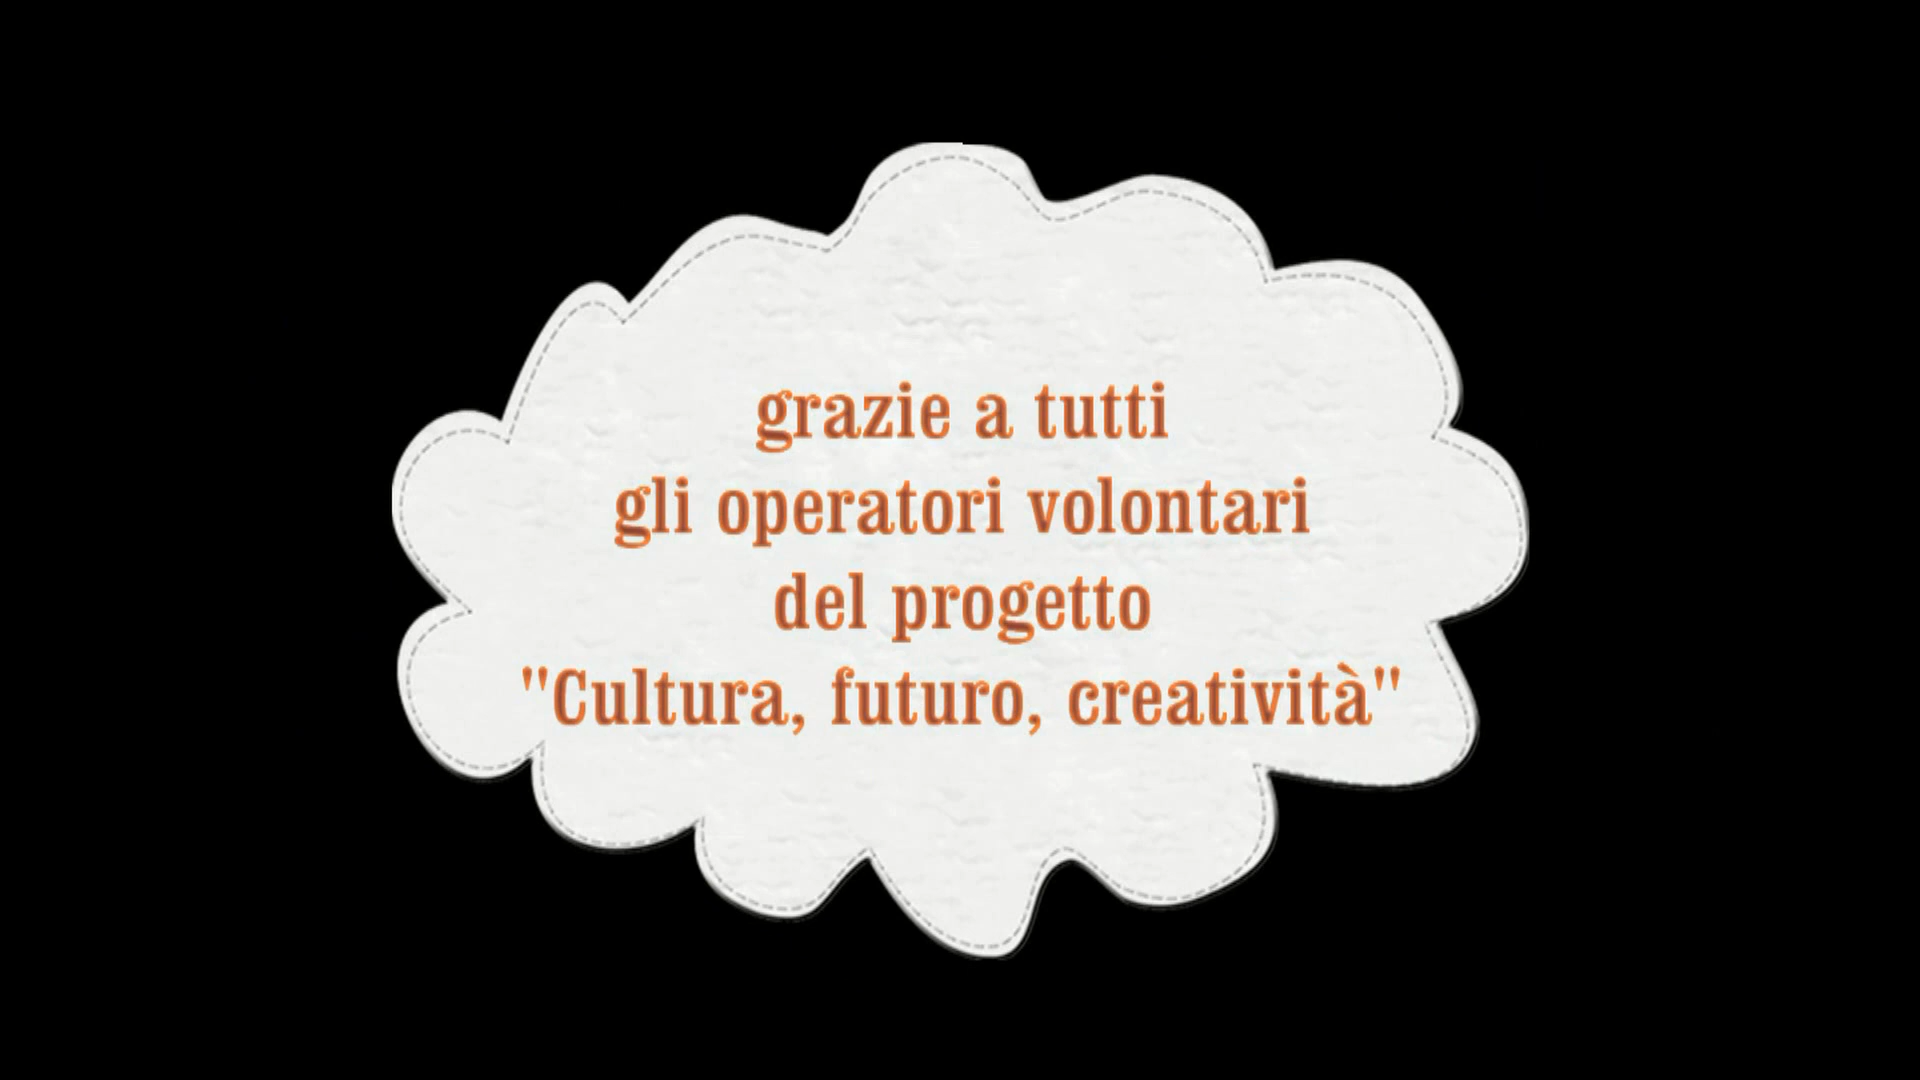 grazie a tutti
gli operatori volontari
del progetto
"Cultura, futuro, creatività"